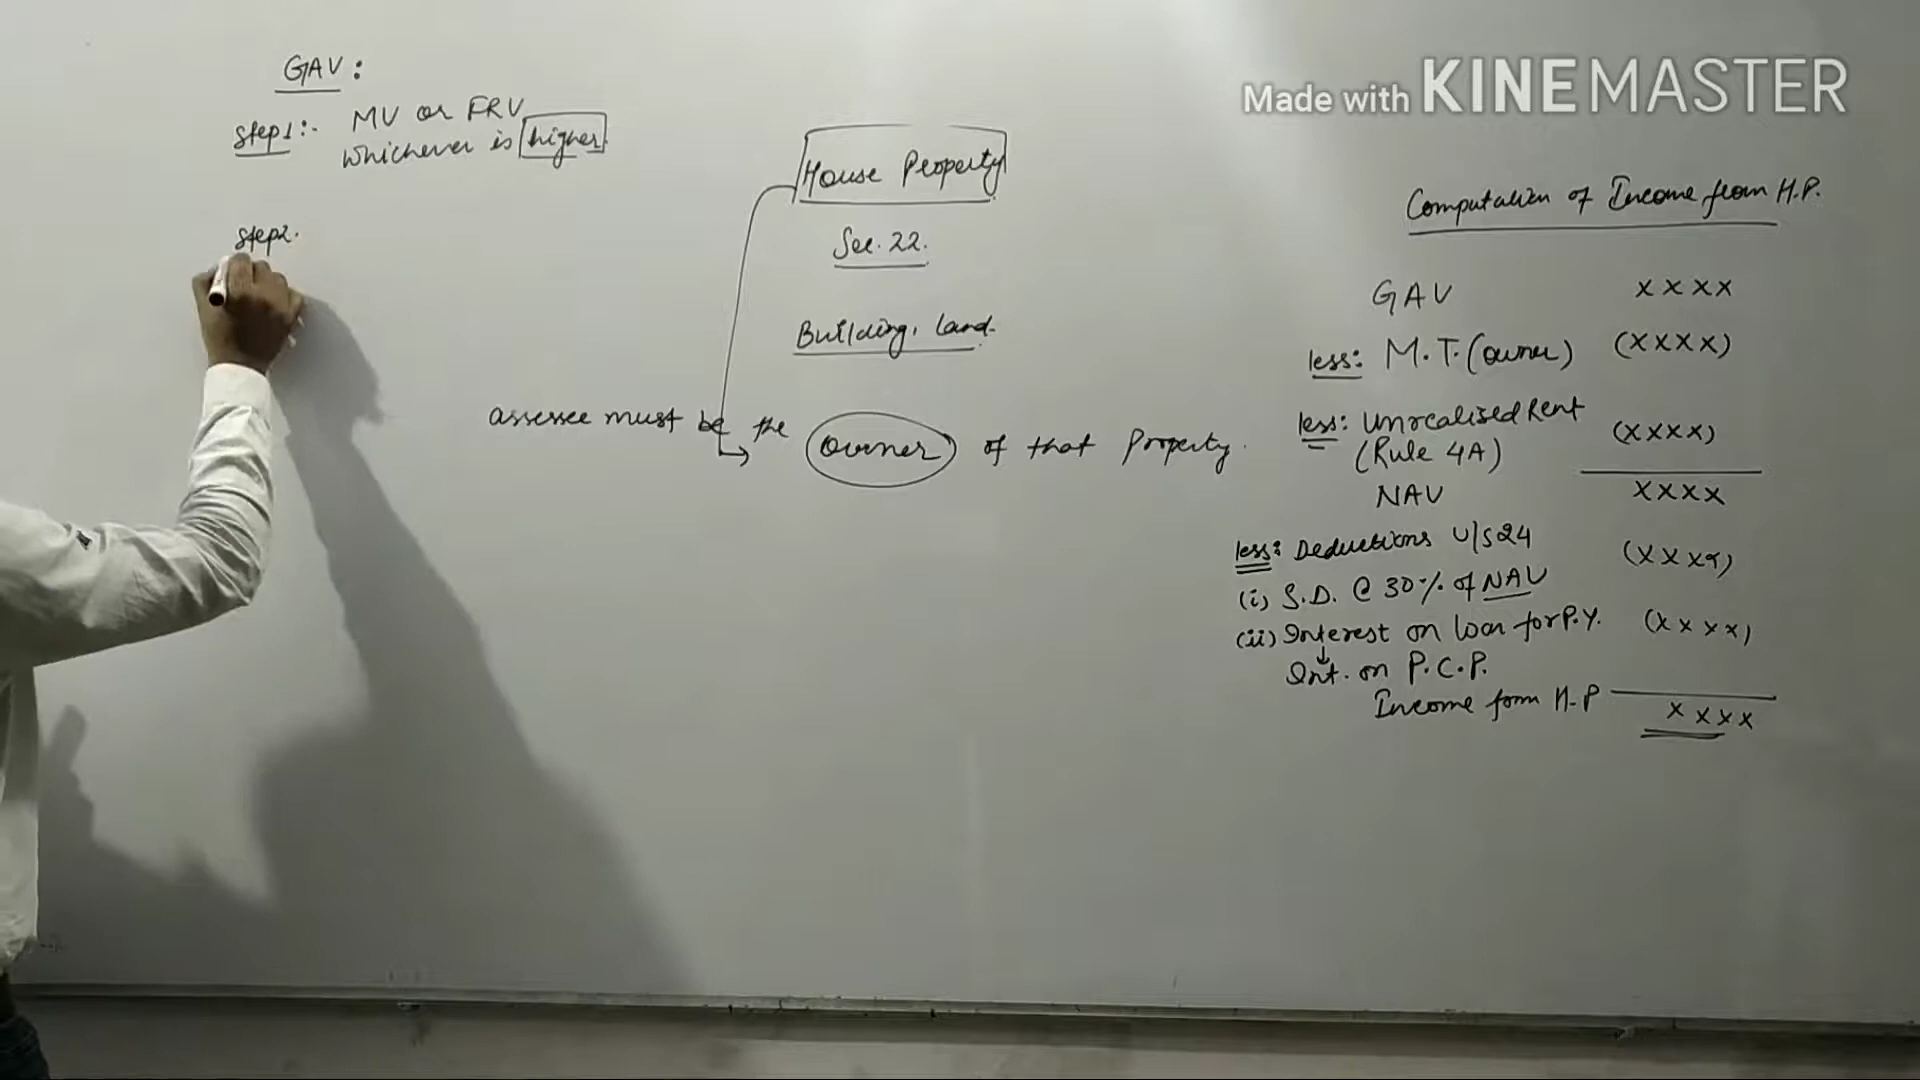 GAV:
Step1:- MV or FRV
whichever is higher.
Step2.
House Property
Sec. 22.
Building, land.
assessee must be the owner of that Property.
Made with KINEMASTER
Computation of Income from H.P.
GAV XXXX
less: M.T. (owner) (XXXX)
less: Unrealised Rent (XXXX)
(Rule 4A)
NAV XXXX
less: Deductions U/S24 (XXXX)
(i) S.D. @ 30% of NAV
(ii) Interest on loan for P.Y. (XXXX)
Int. on P.C.P.
Income from H.P XXXX